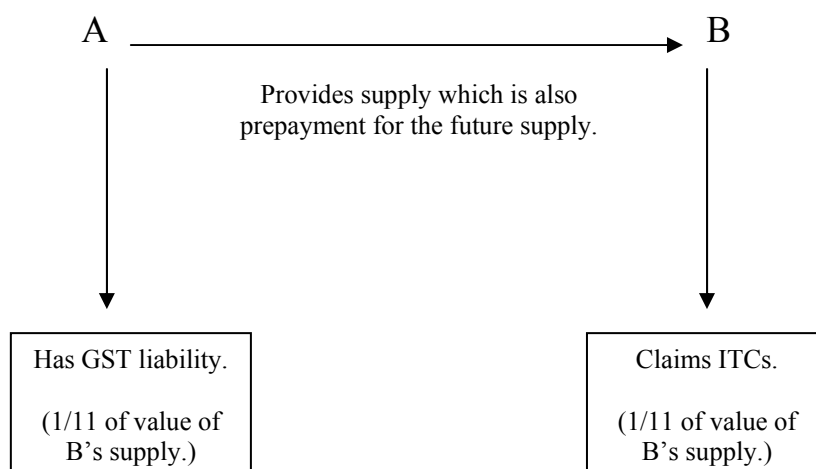 A
B
Provides supply which is also
prepayment for the future supply.
Has GST liability.
(1/11 of value of
B's supply.)
Claims ITCs.
(1/11 of value of
B's supply.)